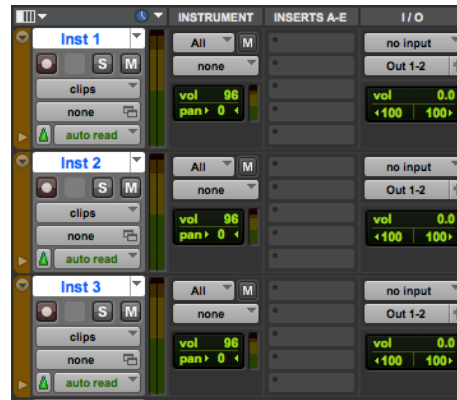 INSTRUMENT INSERTS A-E I / O
Inst 1 All M no input
S M none Out 1-2
clips vol 96 vol 0.0
none pan 0 100 100
auto read
Inst 2 All M no input
S M none Out 1-2
clips vol 96 vol 0.0
none pan 0 100 100
auto read
Inst 3 All M no input
S M none Out 1-2
clips vol 96 vol 0.0
none pan 0 100 100
auto read